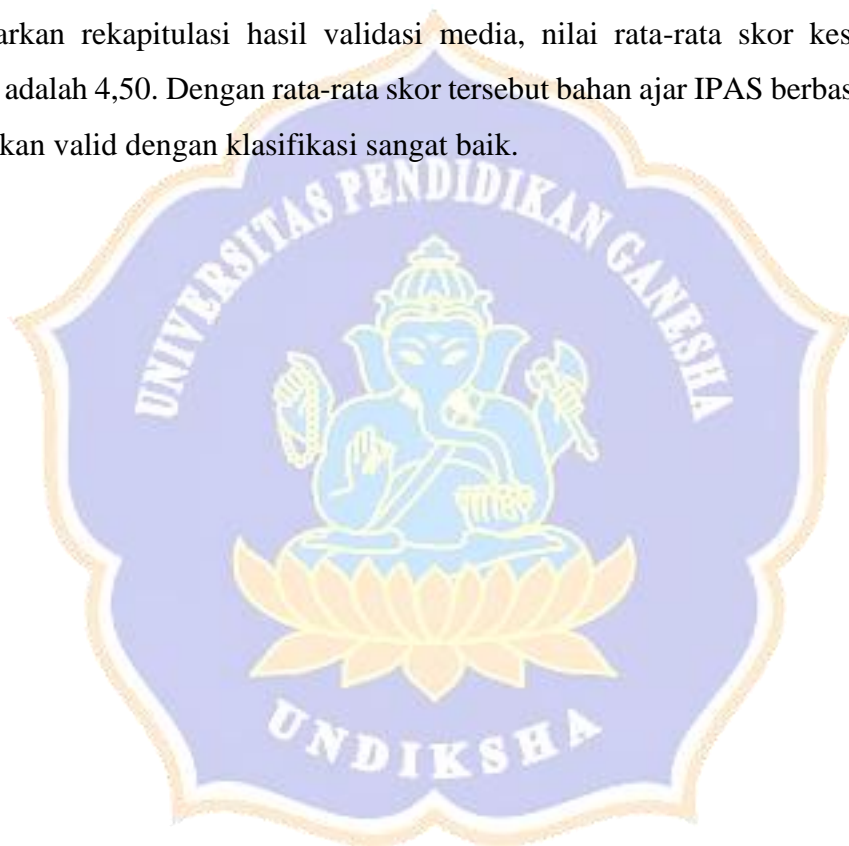 arkan rekapitulasi hasil validasi media, nilai rata-rata skor kes
adalah 4,50. Dengan rata-rata skor tersebut bahan ajar IPAS berbas
kan valid dengan klasifikasi sangat baik.
UNIVERSITAS PENDIDIKAN GANESHA
UNDIKSHA